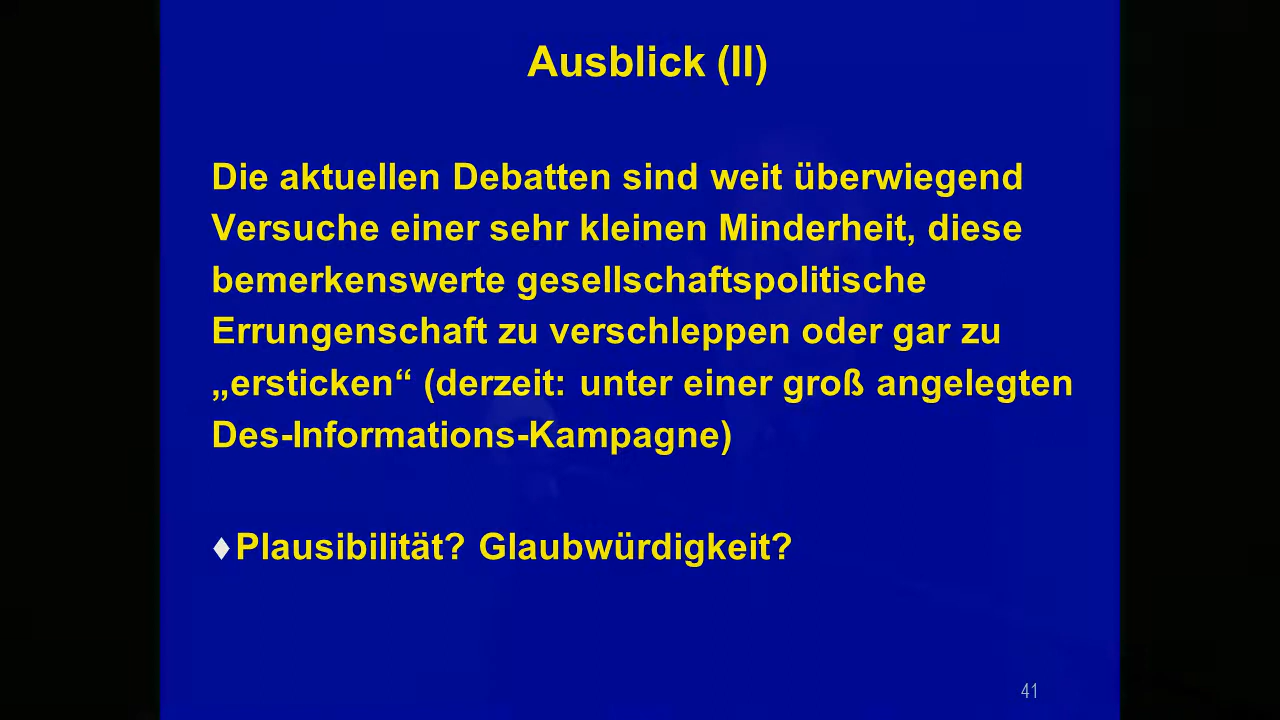 Ausblick (II)
Die aktuellen Debatten sind weit überwiegend
Versuche einer sehr kleinen Minderheit, diese
bemerkenswerte gesellschaftspolitische
Errungenschaft zu verschleppen oder gar zu
„ersticken“ (derzeit: unter einer groß angelegten
Des-Informations-Kampagne)
♦ Plausibilität? Glaubwürdigkeit?
41